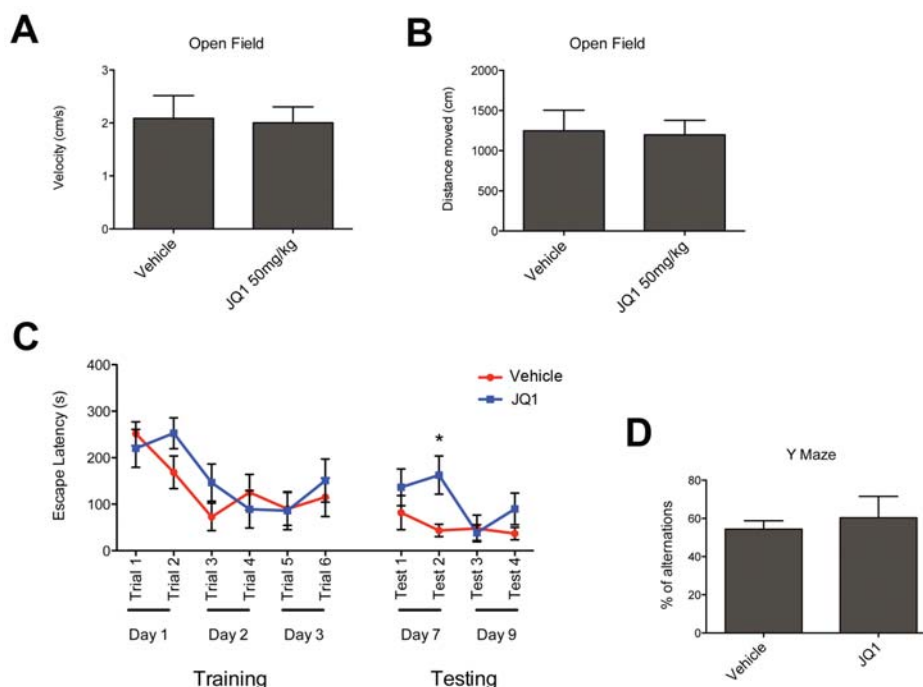 A
Open Field
Velocity (cm/s)
3
2
1
0
Vehicle
JQ1 50mg/kg
B
Open Field
Distance moved (cm)
2000
1500
1000
500
0
Vehicle
JQ1 50mg/kg
C
Escape Latency (s)
400
300
200
100
0
Vehicle
JQ1
*
Trial 1
Trial 2
Trial 3
Trial 4
Trial 5
Trial 6
Test 1
Test 2
Test 3
Test 4
Day 1
Day 2
Day 3
Day 7
Day 9
Training
Testing
D
Y Maze
% of alternations
80
60
40
20
0
Vehicle
JQ1